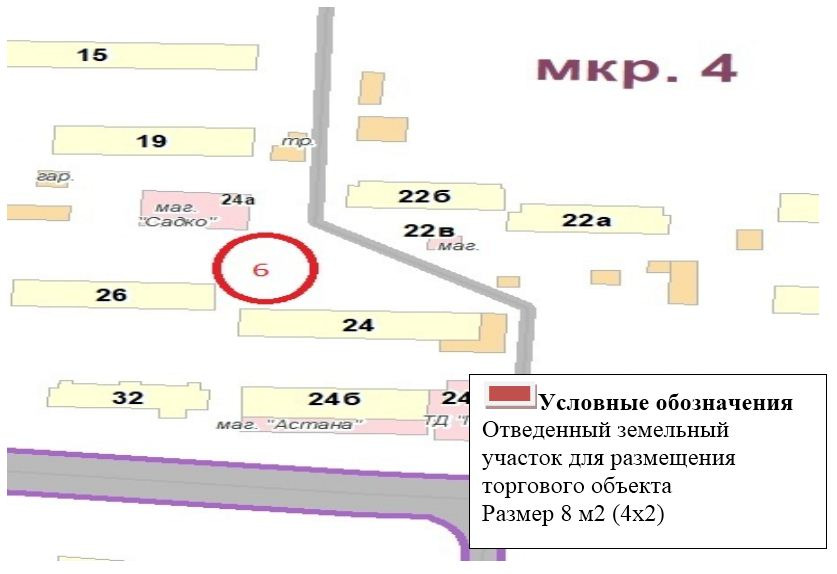 15
мкр. 4
19
тр.
гар.
24а
маг.
"Садко"
22б
22а
22в
маг.
6
26
24
32
24б
24
маг. "Астана"
ТД "
Условные обозначения
Отведенный земельный
участок для размещения
торгового объекта
Размер 8 м2 (4х2)